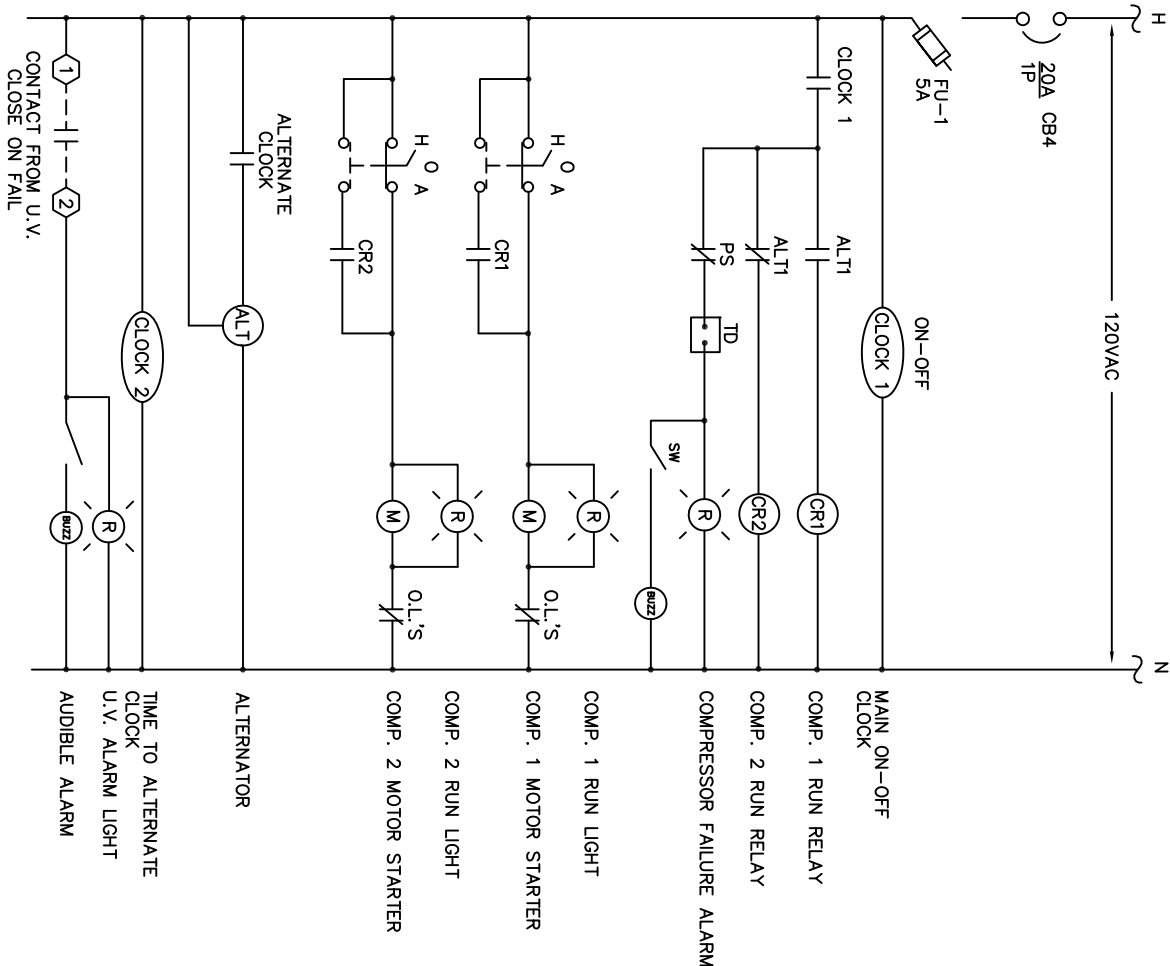 H
N
120VAC
20A CB4
1P
FU-1
5A
ON-OFF
CLOCK 1
MAIN ON-OFF
CLOCK
CLOCK 1
ALT1
CR1
COMP. 1 RUN RELAY
ALT1
CR2
COMP. 2 RUN RELAY
PS
TD
R
COMPRESSOR FAILURE ALARM
SW
BUZZ
R
COMP. 1 RUN LIGHT
H O A
CR1
M
O.L.'S
COMP. 1 MOTOR STARTER
R
COMP. 2 RUN LIGHT
H O A
CR2
M
O.L.'S
COMP. 2 MOTOR STARTER
ALTERNATE
CLOCK
ALT
ALTERNATOR
CLOCK 2
TIME TO ALTERNATE
CLOCK
R
U.V. ALARM LIGHT
1
2
BUZZ
AUDIBLE ALARM
CONTACT FROM U.V.
CLOSE ON FAIL